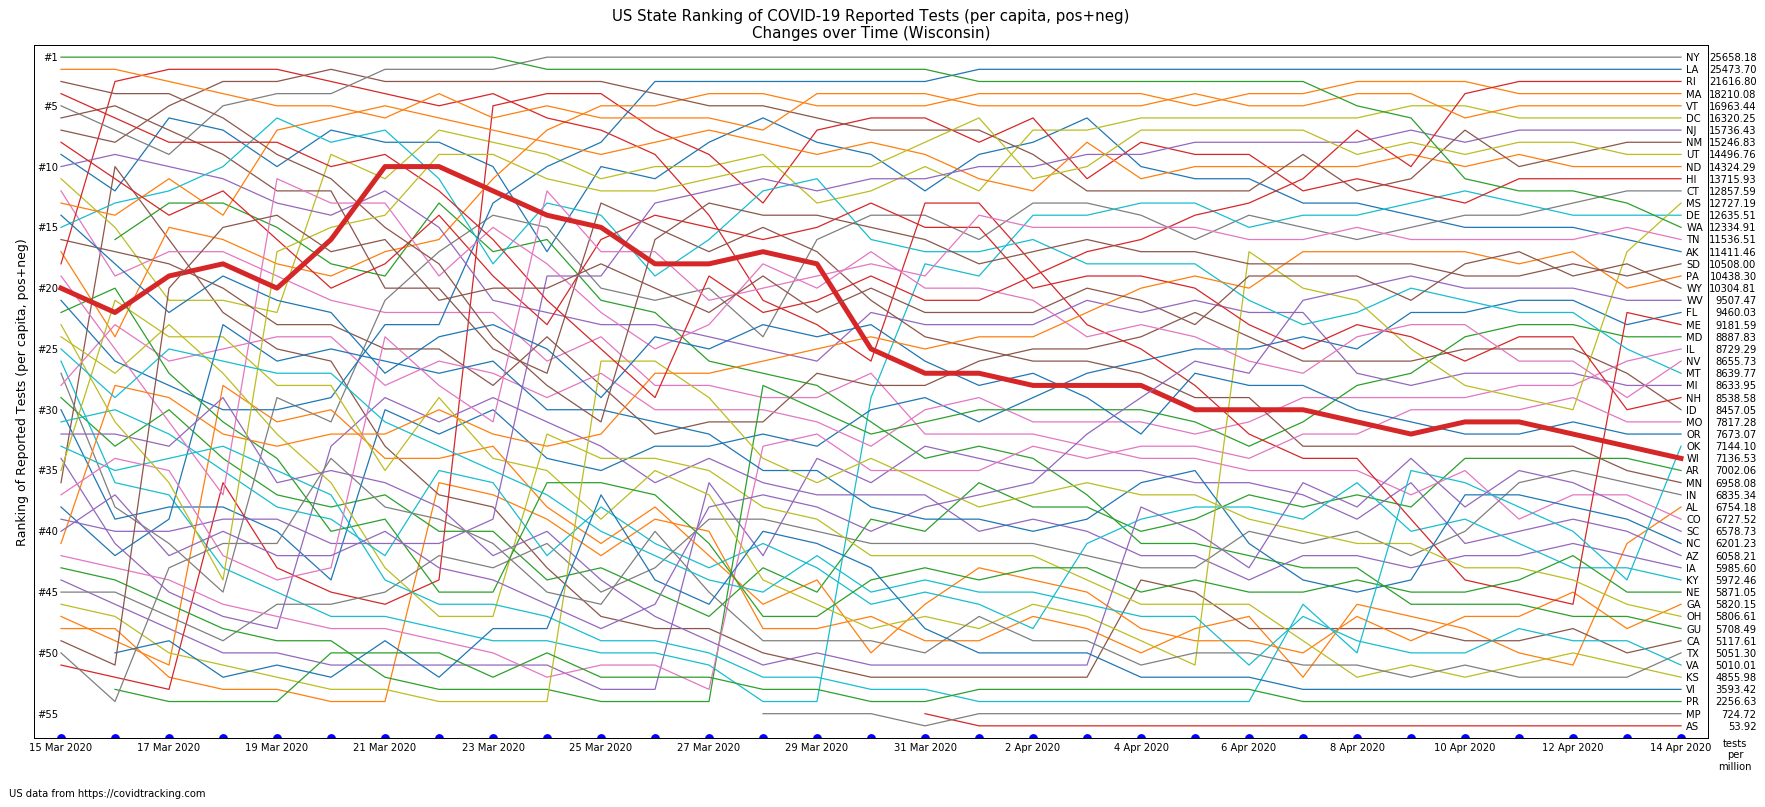 US State Ranking of COVID-19 Reported Tests (per capita, pos+neg)
Changes over Time (Wisconsin)
Ranking of Reported Tests (per capita, pos+neg)
#1
#5
#10
#15
#20
#25
#30
#35
#40
#45
#50
#55
NY 25658.18
LA 25473.70
RI 21616.80
MA 18210.08
VT 16963.44
DC 16320.25
NJ 15736.43
NM 15246.83
UT 14496.76
ND 14324.29
HI 13715.93
CT 12857.59
MS 12727.19
DE 12635.51
WA 12334.91
TN 11536.51
AK 11411.46
SD 10508.00
PA 10438.30
WY 10304.81
WV 9507.47
FL 9460.03
ME 9181.59
MD 8887.83
IL 8729.29
NV 8655.73
MT 8639.77
MI 8633.95
NH 8538.58
ID 8457.05
MO 7817.28
OR 7673.07
OK 7144.10
WI 7136.53
AR 7002.06
MN 6958.08
IN 6835.34
AL 6754.18
CO 6727.52
SC 6578.73
NC 6201.23
AZ 6058.21
IA 5985.60
KY 5972.46
NE 5871.05
GA 5820.15
OH 5806.61
GU 5708.49
CA 5117.61
TX 5051.30
VA 5010.01
KS 4855.98
VI 3593.42
PR 2256.63
MP 724.72
AS 53.92
15 Mar 2020 17 Mar 2020 19 Mar 2020 21 Mar 2020 23 Mar 2020 25 Mar 2020 27 Mar 2020 29 Mar 2020 31 Mar 2020 2 Apr 2020 4 Apr 2020 6 Apr 2020 8 Apr 2020 10 Apr 2020 12 Apr 2020 14 Apr 2020
tests
per
million
US data from https://covidtracking.com